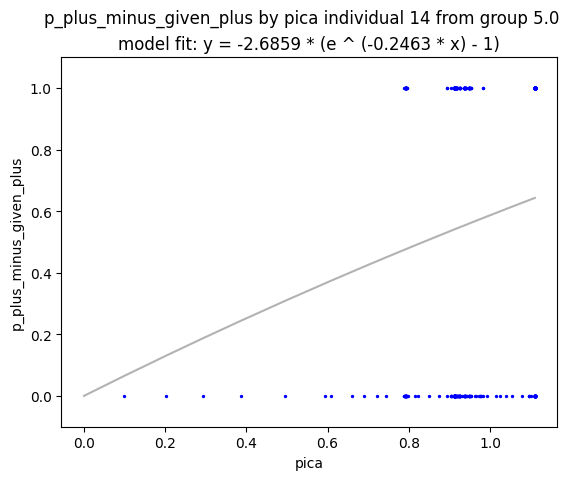 p_plus_minus_given_plus by pica individual 14 from group 5.0
model fit: y = -2.6859 * (e ^ (-0.2463 * x) - 1)
p_plus_minus_given_plus
1.0
0.8
0.6
0.4
0.2
0.0
0.0 0.2 0.4 0.6 0.8 1.0
pica